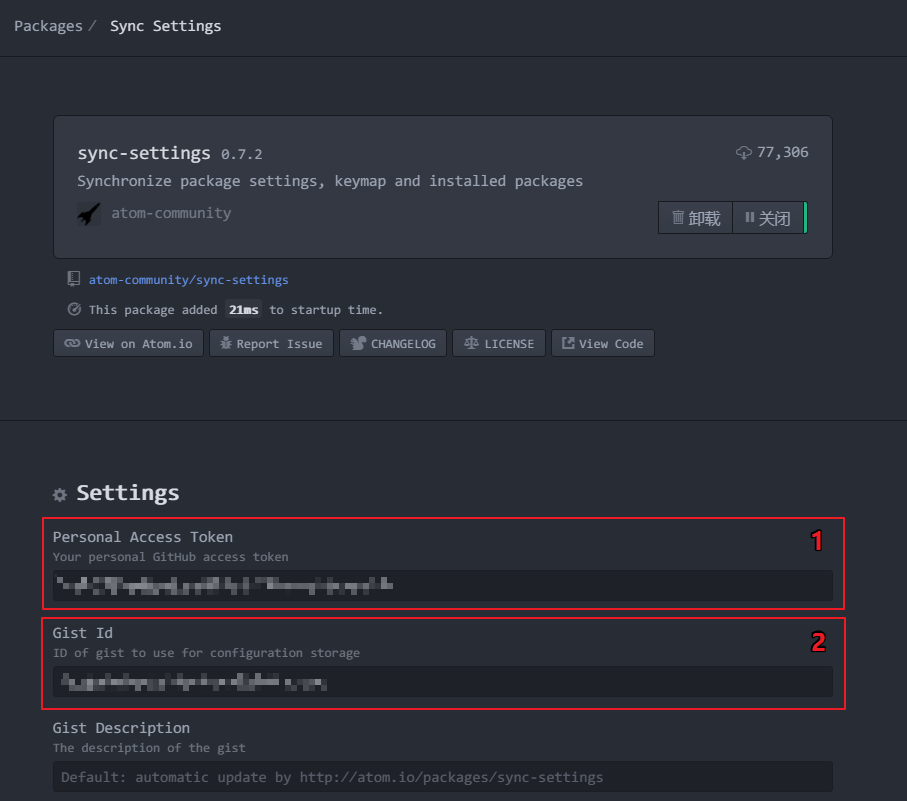 Packages / Sync Settings
sync-settings 0.7.2 77,306
Synchronize package settings, keymap and installed packages
atom-community
卸载 关闭
atom-community/sync-settings
This package added 21ms to startup time.
View on Atom.io Report Issue CHANGELOG LICENSE View Code
Settings
Personal Access Token 1
Your personal GitHub access token
Gist Id 2
ID of gist to use for configuration storage
Gist Description
The description of the gist
Default: automatic update by http://atom.io/packages/sync-settings